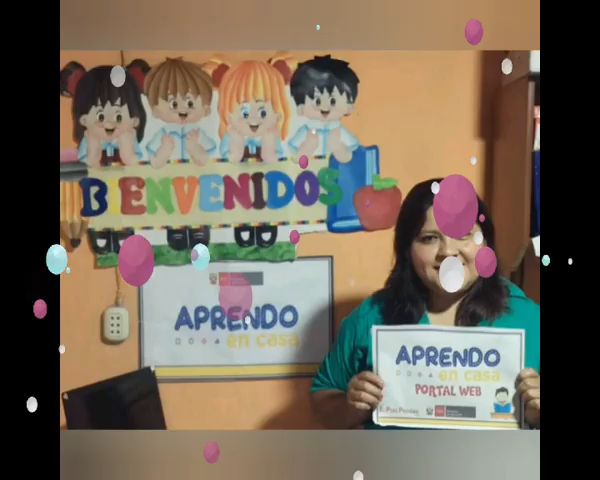 BIENVENIDOS
APRENDO
en casa
APRENDO
en casa
PORTAL WEB